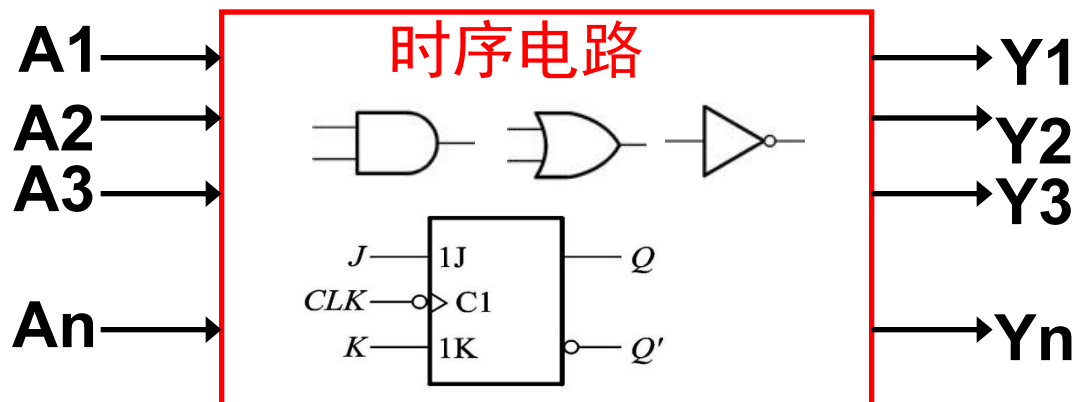 时序电路
A1
A2
A3
An
Y1
Y2
Y3
Yn
J 1J Q
CLK C1
K 1K Q'